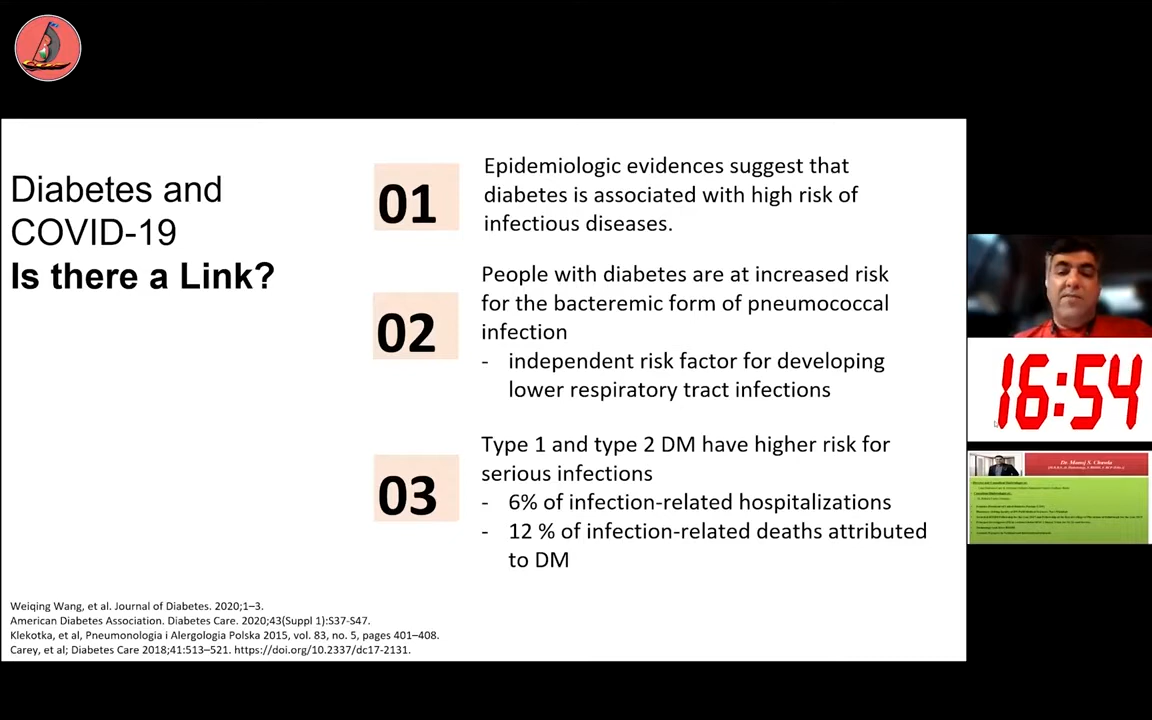 Diabetes and
COVID-19
Is there a Link?
01
Epidemiologic evidences suggest that
diabetes is associated with high risk of
infectious diseases.
02
People with diabetes are at increased risk
for the bacteremic form of pneumococcal
infection
- independent risk factor for developing
lower respiratory tract infections
03
Type 1 and type 2 DM have higher risk for
serious infections
- 6% of infection-related hospitalizations
- 12 % of infection-related deaths attributed
to DM
Weiqing Wang, et al. Journal of Diabetes. 2020;1–3.
American Diabetes Association. Diabetes Care. 2020;43(Suppl 1):S37-S47.
Klekotka, et al, Pneumonologia i Alergologia Polska 2015, vol. 83, no. 5, pages 401–408.
Carey, et al; Diabetes Care 2018;41:513–521. https://doi.org/10.2337/dc17-2131.
16:54
Dr. Manoj S. Chawla